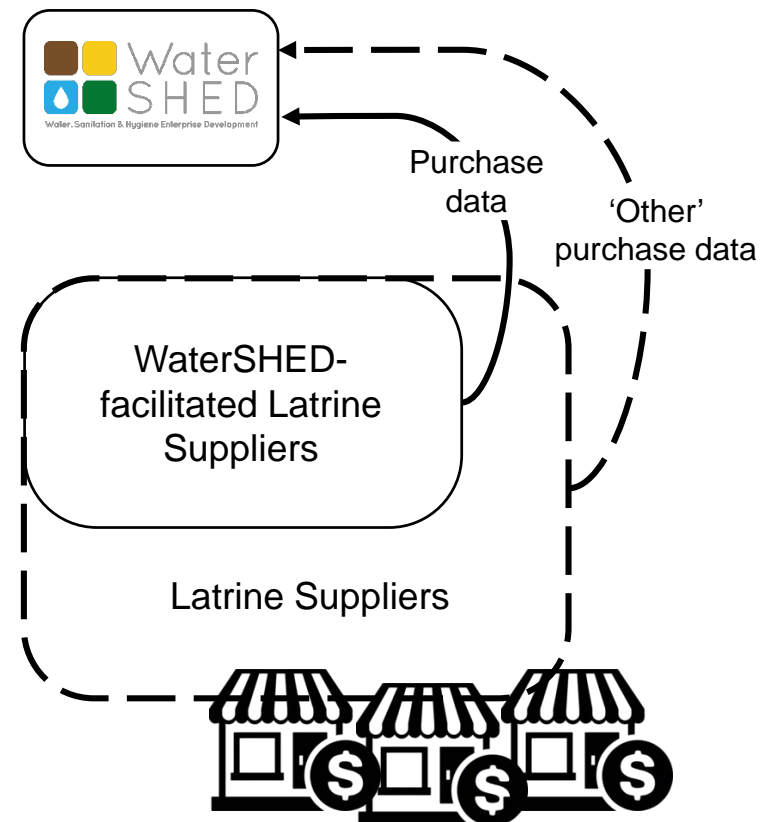 Water
SHED
Water, Sanitation & Hygiene Enterprise Development
Purchase
data
‘Other’
purchase data
WaterSHED-
facilitated Latrine
Suppliers
Latrine Suppliers
$ $ $